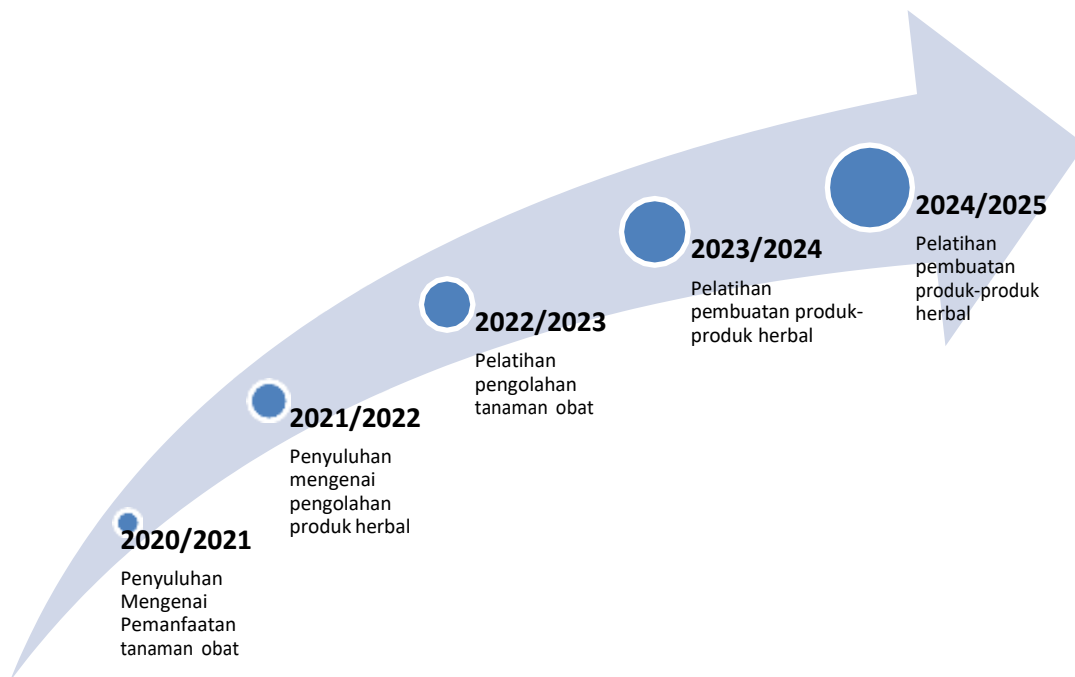 2020/2021
Penyuluhan
Mengenai
Pemanfaatan
tanaman obat
2021/2022
Penyuluhan
mengenai
pengolahan
produk herbal
2022/2023
Pelatihan
pengolahan
tanaman obat
2023/2024
Pelatihan
pembuatan produk-
produk herbal
2024/2025
Pelatihan
pembuatan
produk-produk
herbal